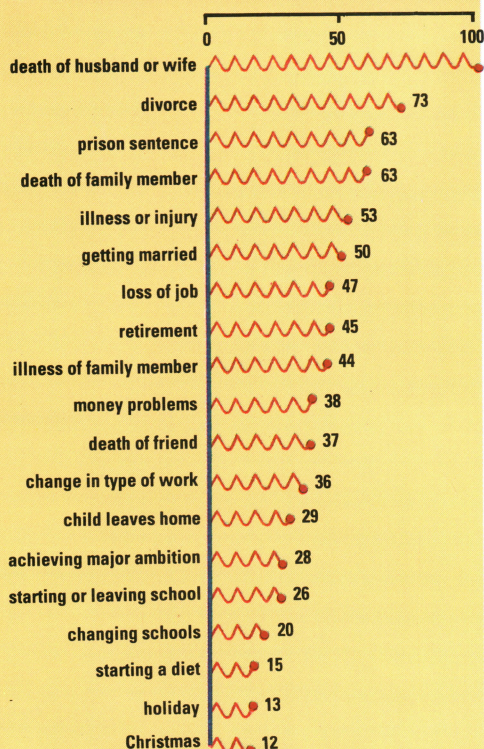 0 50 100
death of husband or wife
divorce 73
prison sentence 63
death of family member 63
illness or injury 53
getting married 50
loss of job 47
retirement 45
illness of family member 44
money problems 38
death of friend 37
change in type of work 36
child leaves home 29
achieving major ambition 28
starting or leaving school 26
changing schools 20
starting a diet 15
holiday 13
Christmas 12